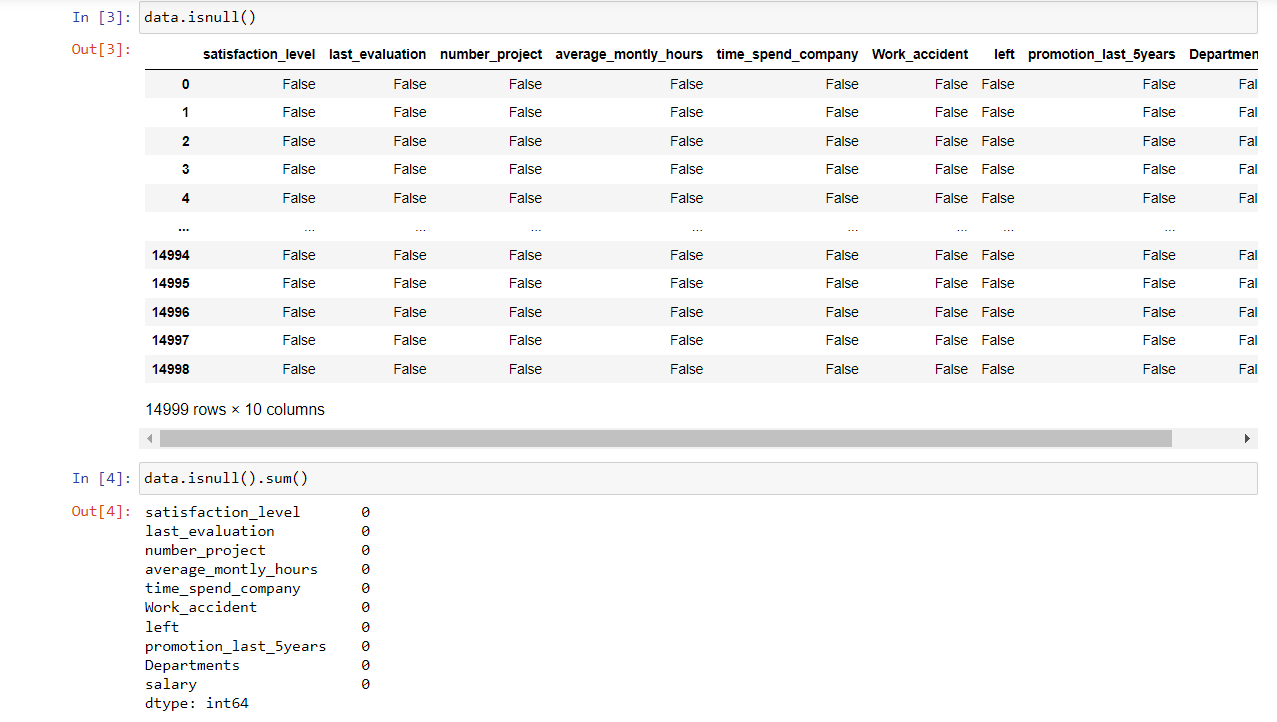 In [3]: data.isnull()
Out[3]:
satisfaction_level last_evaluation number_project average_montly_hours time_spend_company Work_accident left promotion_last_5years Departmen
0 False False False False False False False False Fal
1 False False False False False False False False Fal
2 False False False False False False False False Fal
3 False False False False False False False False Fal
4 False False False False False False False False Fal
... ... ... ... ... ... ... ... ...
14994 False False False False False False False False Fal
14995 False False False False False False False False Fal
14996 False False False False False False False False Fal
14997 False False False False False False False False Fal
14998 False False False False False False False False Fal
14999 rows × 10 columns
In [4]: data.isnull().sum()
Out[4]: satisfaction_level 0
last_evaluation 0
number_project 0
average_montly_hours 0
time_spend_company 0
Work_accident 0
left 0
promotion_last_5years 0
Departments 0
salary 0
dtype: int64